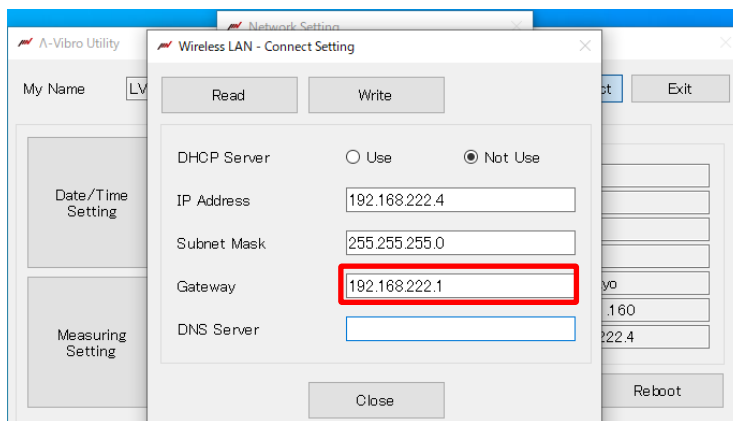 Network Setting
Λ-Vibro Utility
Wireless LAN - Connect Setting
My Name
LV
Read
Write
st
Exit
DHCP Server
Use
Not Use
Date/Time
Setting
IP Address
192.168.222.4
Subnet Mask
255.255.255.0
Gateway
192.168.222.1
yo
.160
DNS Server
222.4
Measuring
Setting
Close
Reboot